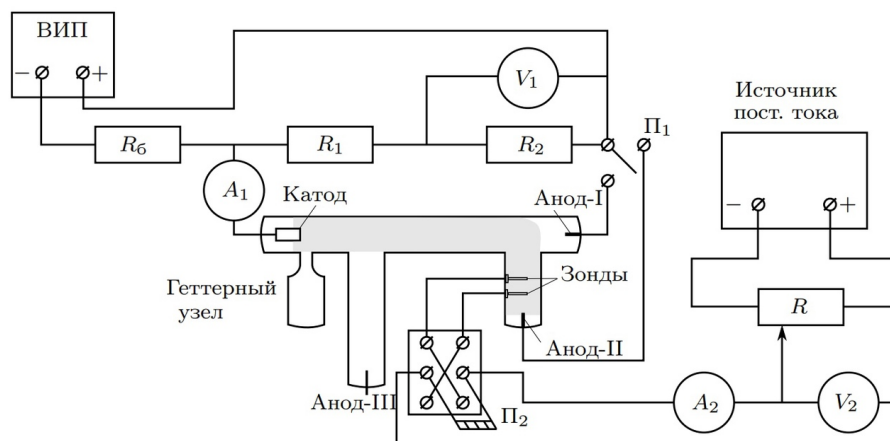 ВИП
− +
V₁
Источник
пост. тока
П₁
R_б
R₁
R₂
A₁
Катод
Анод-I
− +
Геттерный
узел
Зонды
R
Анод-II
Анод-III
П₂
A₂
V₂